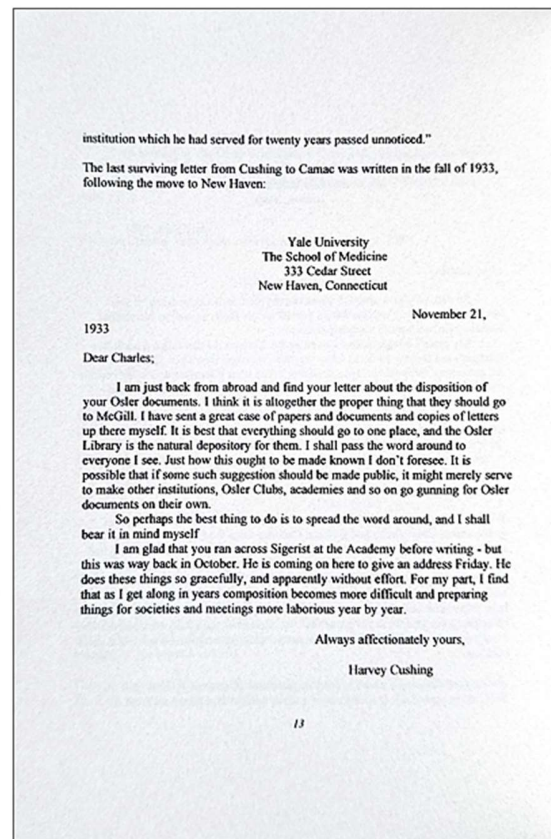 institution which he had served for twenty years passed unnoticed."
The last surviving letter from Cushing to Camac was written in the fall of 1933,
following the move to New Haven:
Yale University
The School of Medicine
333 Cedar Street
New Haven, Connecticut
November 21,
1933
Dear Charles;
I am just back from abroad and find your letter about the disposition of
your Osler documents. I think it is altogether the proper thing that they should go
to McGill. I have sent a great case of papers and documents and copies of letters
up there myself. It is best that everything should go to one place, and the Osler
Library is the natural depository for them. I shall pass the word around to
everyone I see. Just how this ought to be made known I don't foresee. It is
possible that if some such suggestion should be made public, it might merely serve
to make other institutions, Osler Clubs, academies and so on go gunning for Osler
documents on their own.
So perhaps the best thing to do is to spread the word around, and I shall
bear it in mind myself
I am glad that you ran across Sigerist at the Academy before writing - but
this was way back in October. He is coming on here to give an address Friday. He
does these things so gracefully, and apparently without effort. For my part, I find
that as I get along in years composition becomes more difficult and preparing
things for societies and meetings more laborious year by year.
Always affectionately yours,
Harvey Cushing
13